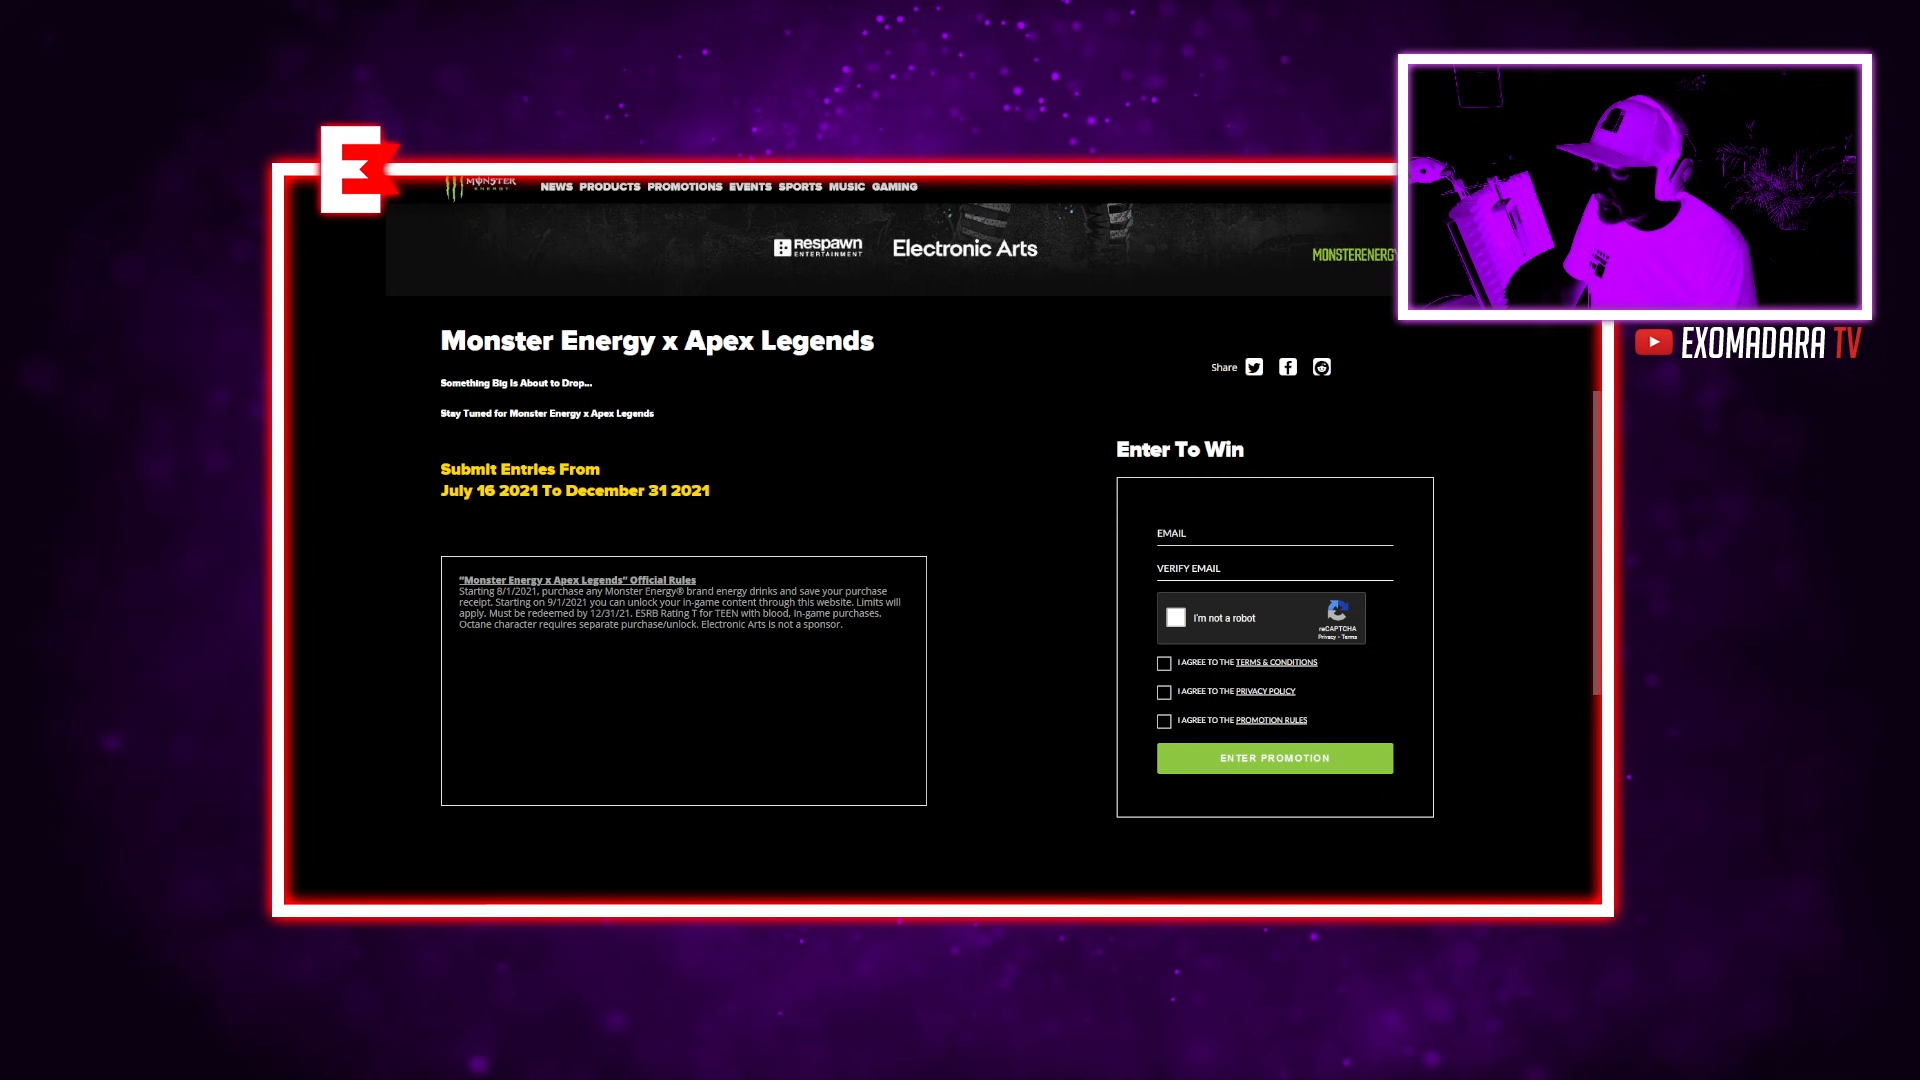 E
MONSTER
ENERGY
NEWS PRODUCTS PROMOTIONS EVENTS SPORTS MUSIC GAMING
Respawn
ENTERTAINMENT
Electronic Arts
MONSTERENERGY
EXOMADARA TV
Monster Energy x Apex Legends
Something Big Is About to Drop...
Stay Tuned for Monster Energy x Apex Legends
Share
Submit Entries From
July 16 2021 To December 31 2021
"Monster Energy x Apex Legends" Official Rules
Starting 8/1/2021, purchase any Monster Energy® brand energy drinks and save your purchase
receipt. Starting on 9/1/2021 you can unlock your in-game content through this website. Limits will
apply. Must be redeemed by 12/31/21. ESRB Rating T for TEEN with blood, In-game purchases.
Octane character requires separate purchase/unlock. Electronic Arts is not a sponsor.
Enter To Win
EMAIL
VERIFY EMAIL
I'm not a robot
reCAPTCHA
Privacy - Terms
I AGREE TO THE TERMS & CONDITIONS
I AGREE TO THE PRIVACY POLICY
I AGREE TO THE PROMOTION RULES
ENTER PROMOTION